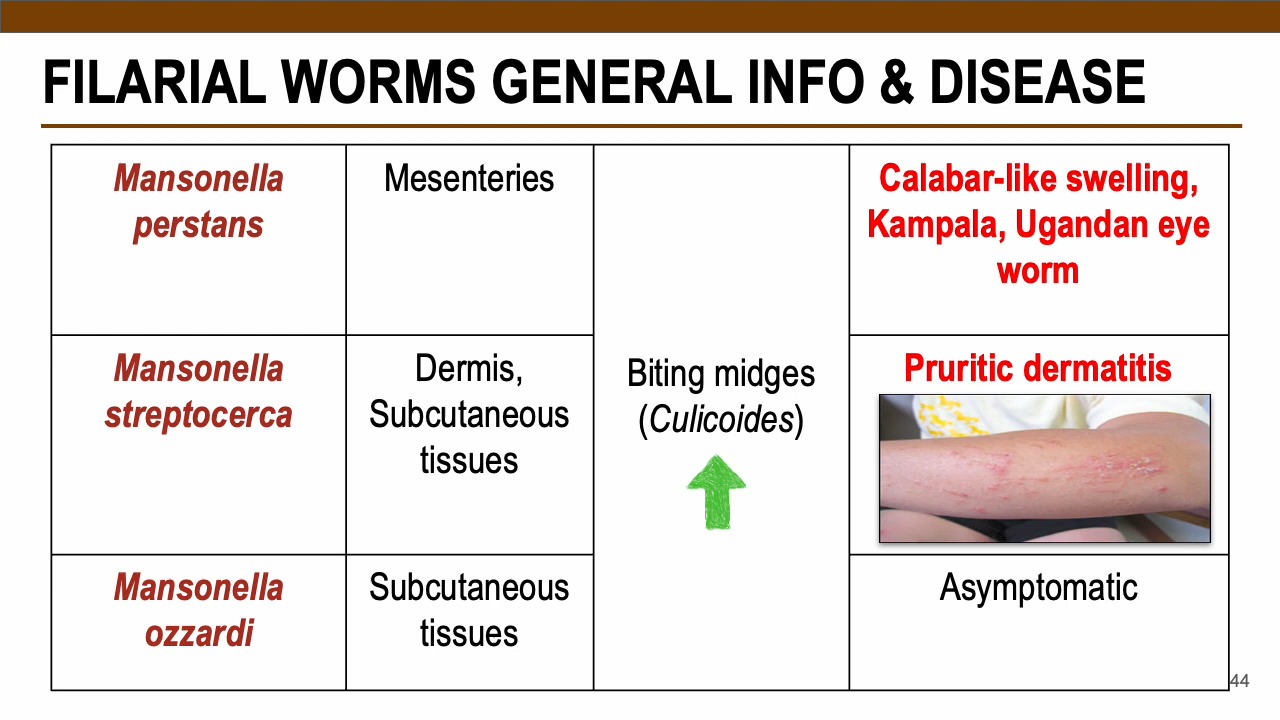 FILARIAL WORMS GENERAL INFO & DISEASE
Mansonella
perstans
Mesenteries
Calabar-like swelling,
Kampala, Ugandan eye
worm
Mansonella
streptocerca
Dermis,
Subcutaneous
tissues
Biting midges
(Culicoides)
Pruritic dermatitis
Mansonella
ozzardi
Subcutaneous
tissues
Asymptomatic
44